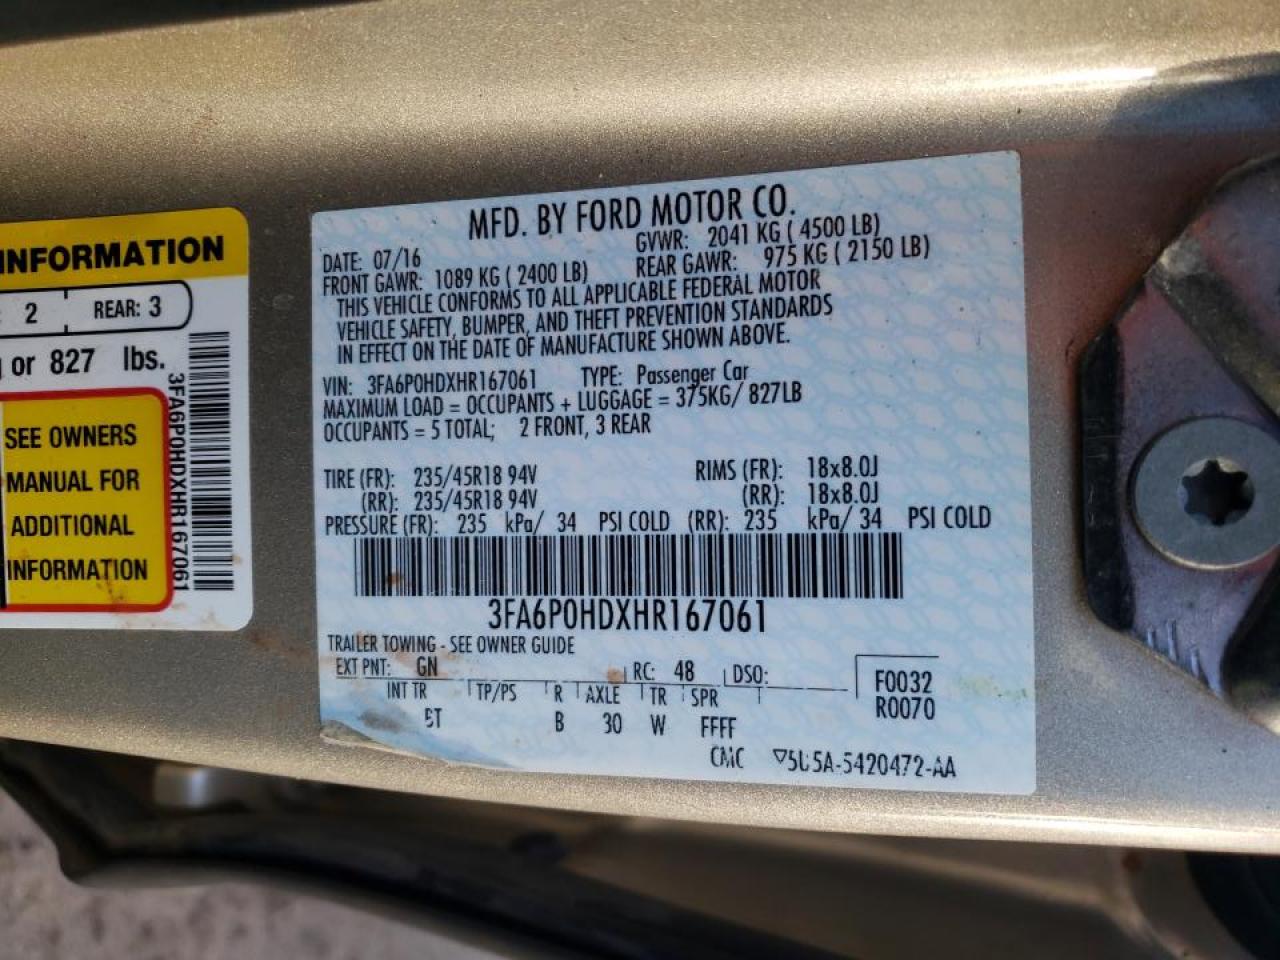 INFORMATION
2 REAR: 3
or 827 lbs.
SEE OWNERS
MANUAL FOR
ADDITIONAL
INFORMATION
3FA6P0HDXHR167061
MFD. BY FORD MOTOR CO.
DATE: 07/16 GVWR: 2041 KG ( 4500 LB)
FRONT GAWR: 1089 KG ( 2400 LB) REAR GAWR: 975 KG ( 2150 LB)
THIS VEHICLE CONFORMS TO ALL APPLICABLE FEDERAL MOTOR
VEHICLE SAFETY, BUMPER, AND THEFT PREVENTION STANDARDS
IN EFFECT ON THE DATE OF MANUFACTURE SHOWN ABOVE.
VIN: 3FA6P0HDXHR167061 TYPE: Passenger Car
MAXIMUM LOAD = OCCUPANTS + LUGGAGE = 375KG/ 827LB
OCCUPANTS = 5 TOTAL; 2 FRONT, 3 REAR
TIRE (FR): 235/45R18 94V RIMS (FR): 18x8.0J
(RR): 235/45R18 94V (RR): 18x8.0J
PRESSURE (FR): 235 kPa/ 34 PSI COLD (RR): 235 kPa/ 34 PSI COLD
3FA6P0HDXHR167061
TRAILER TOWING - SEE OWNER GUIDE
EXT PNT: GN RC: 48 DSO: F0032
INT TR TP/PS R AXLE TR SPR R0070
BT B 30 W FFFF
CMC ▽5U5A-5420472-AA